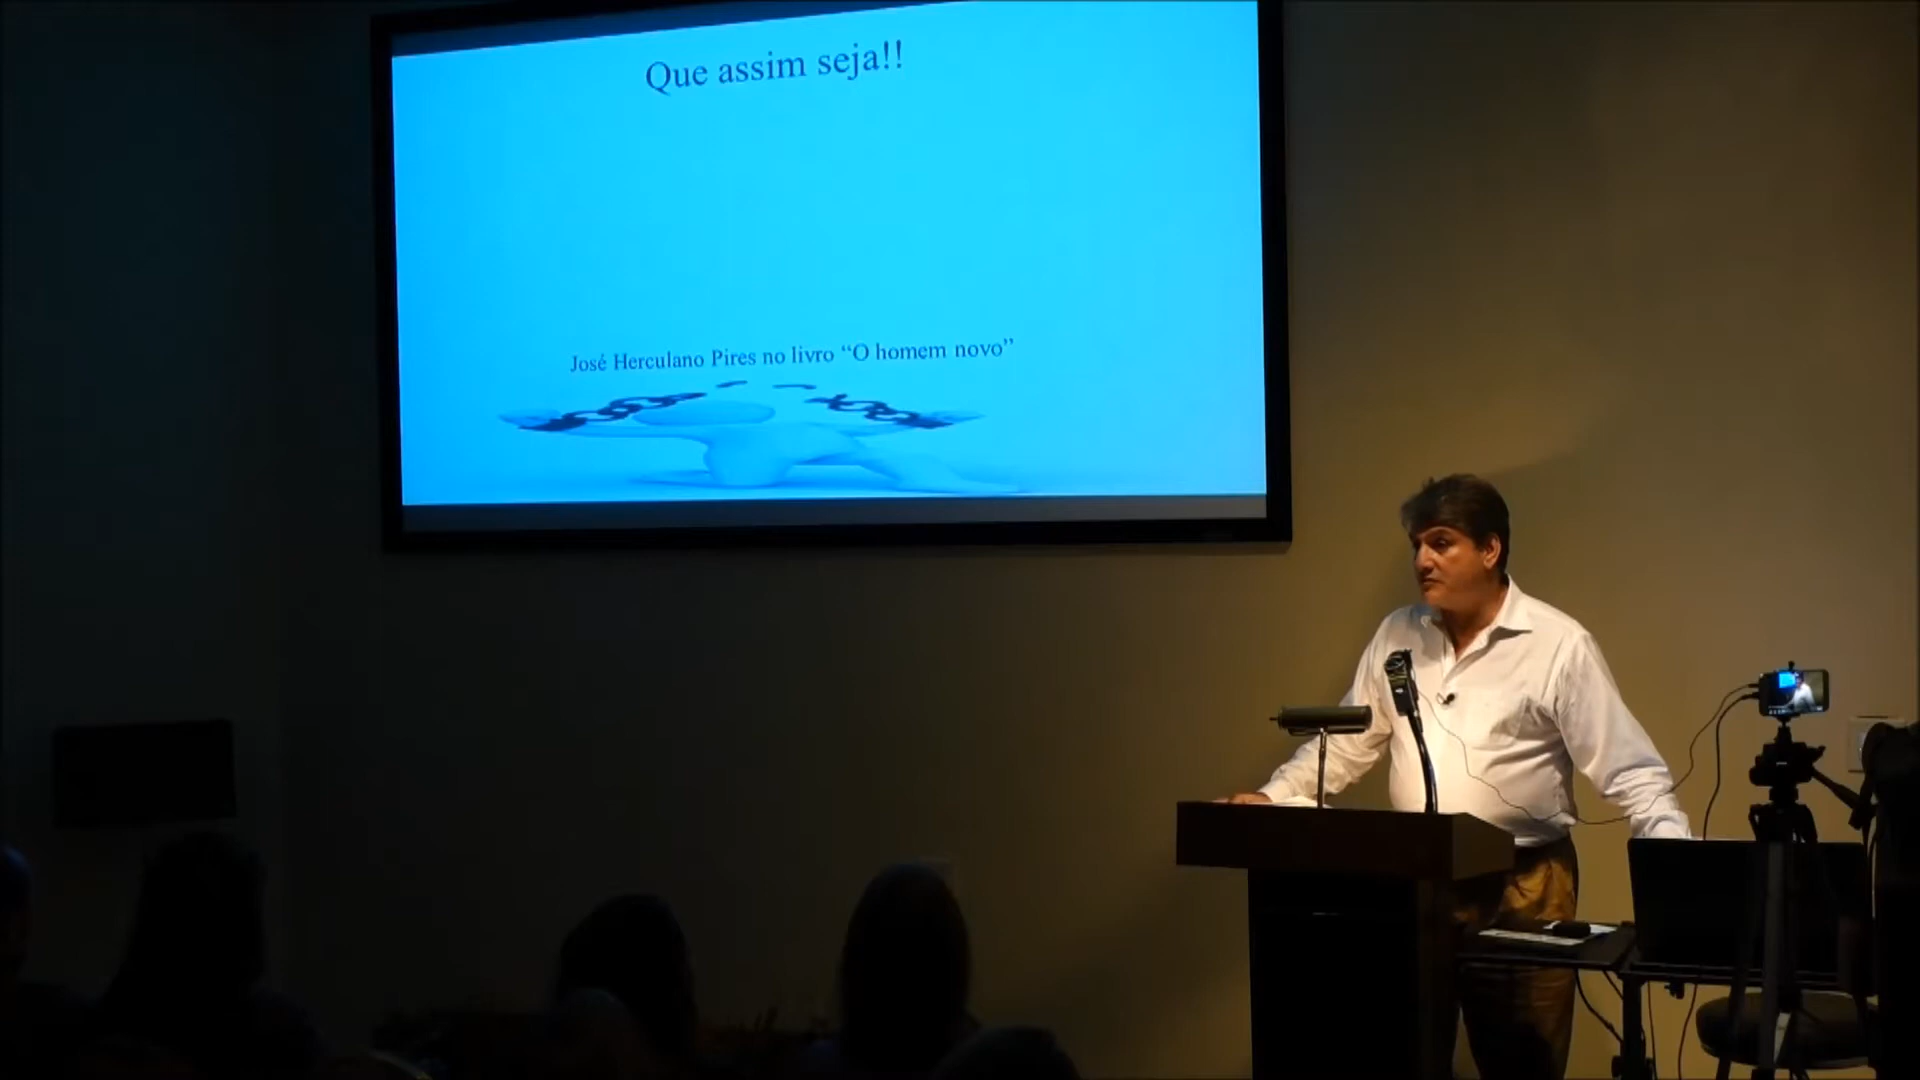 Que assim seja!!
José Herculano Pires no livro “O homem novo”